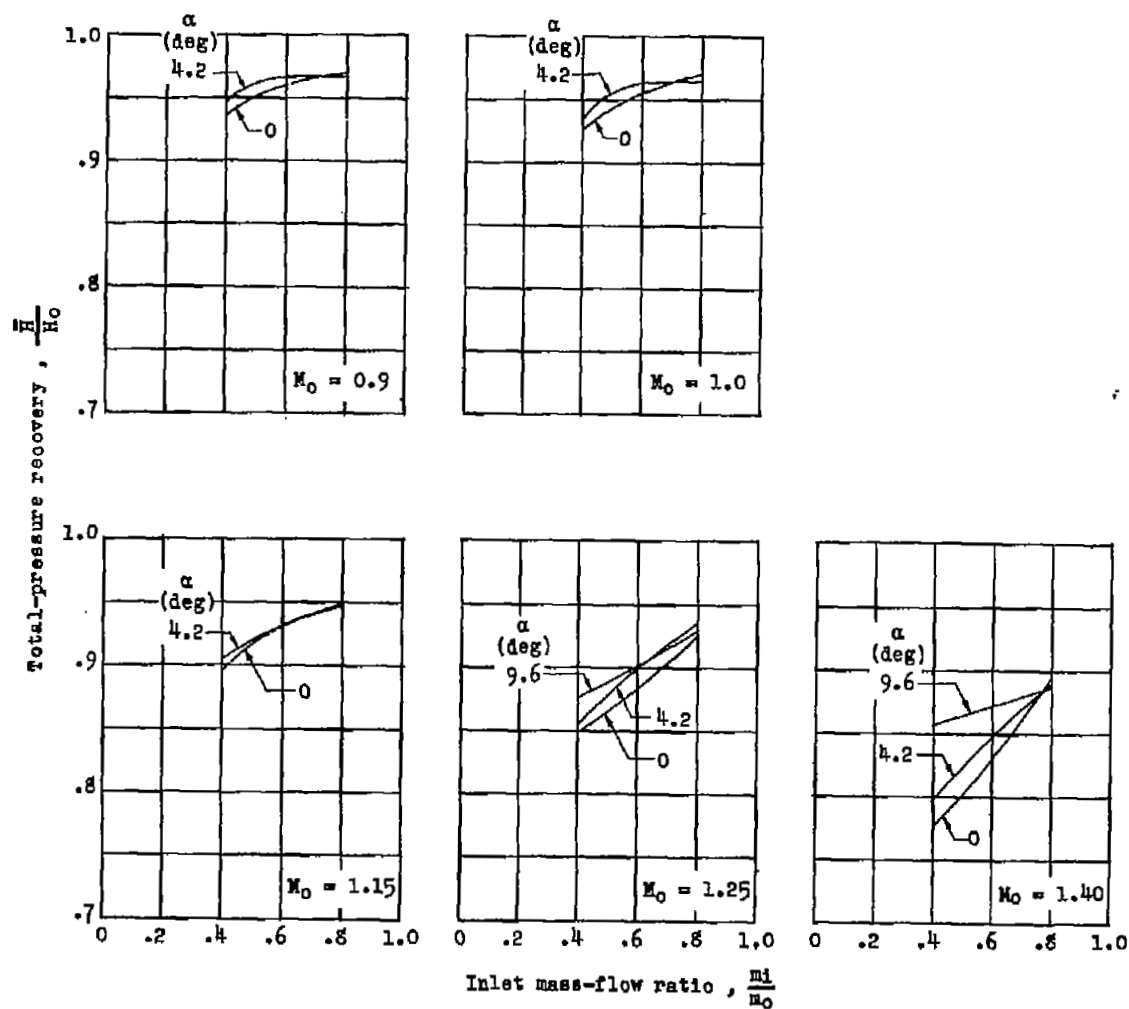 Total-pressure recovery , H̅/H₀
1.0
.9
.8
.7
α
(deg)
4.2
0
M₀ = 0.9
α
(deg)
4.2
0
M₀ = 1.0
1.0
.9
.8
.7
α
(deg)
4.2
0
M₀ = 1.15
0 .2 .4 .6 .8 1.0
α
(deg)
9.6
4.2
0
M₀ = 1.25
0 .2 .4 .6 .8 1.0
α
(deg)
9.6
4.2
0
M₀ = 1.40
0 .2 .4 .6 .8 1.0
Inlet mass-flow ratio , mi/m₀